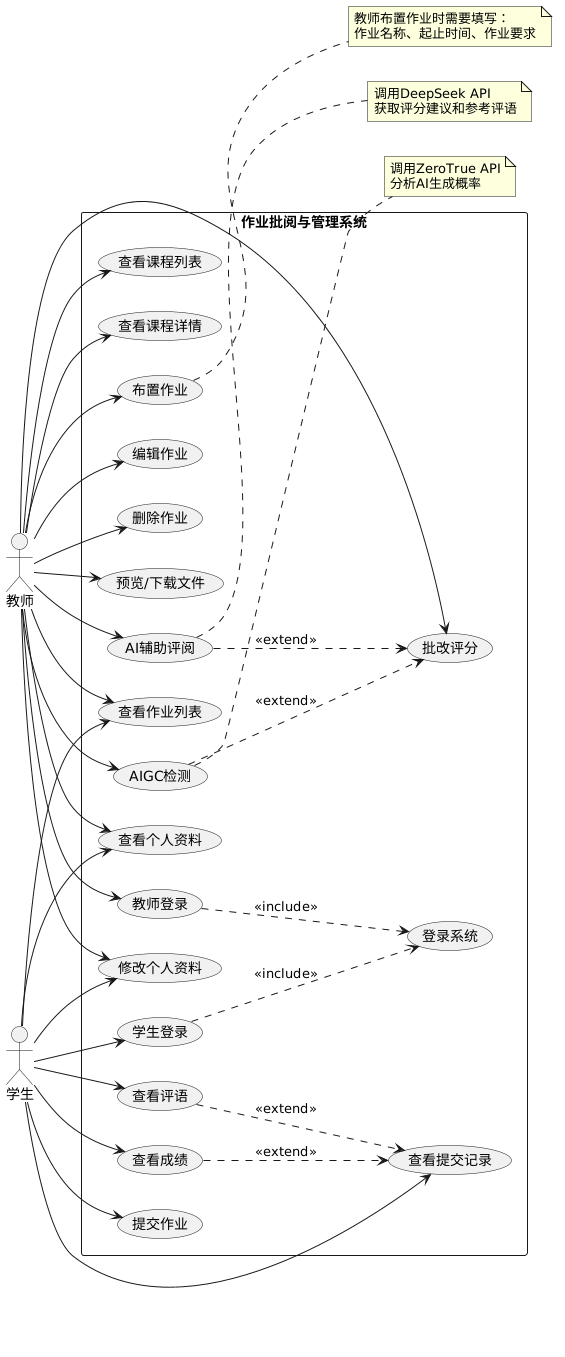 教师布置作业时需要填写：
作业名称、起止时间、作业要求
调用DeepSeek API
获取评分建议和参考评语
调用ZeroTrue API
分析AI生成概率
作业批阅与管理系统
查看课程列表
查看课程详情
布置作业
编辑作业
删除作业
预览/下载文件
教师
AI辅助评阅
«extend»
批改评分
«extend»
查看作业列表
AIGC检测
查看个人资料
教师登录
«include»
登录系统
修改个人资料
«include»
学生登录
学生
查看评语
«extend»
查看成绩
«extend»
查看提交记录
提交作业